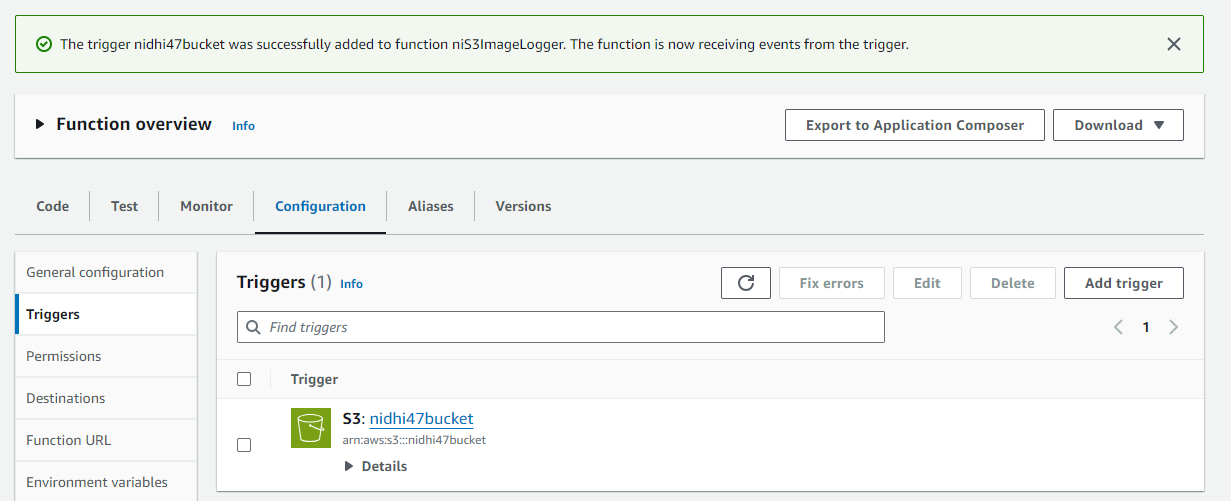 The trigger nidhi47bucket was successfully added to function niS3ImageLogger. The function is now receiving events from the trigger.
Function overview Info Export to Application Composer Download
Code Test Monitor Configuration Aliases Versions
General configuration
Triggers
Permissions
Destinations
Function URL
Environment variables
Triggers (1) Info Fix errors Edit Delete Add trigger
Find triggers 1
Trigger
S3: nidhi47bucket
arn:aws:s3:::nidhi47bucket
Details